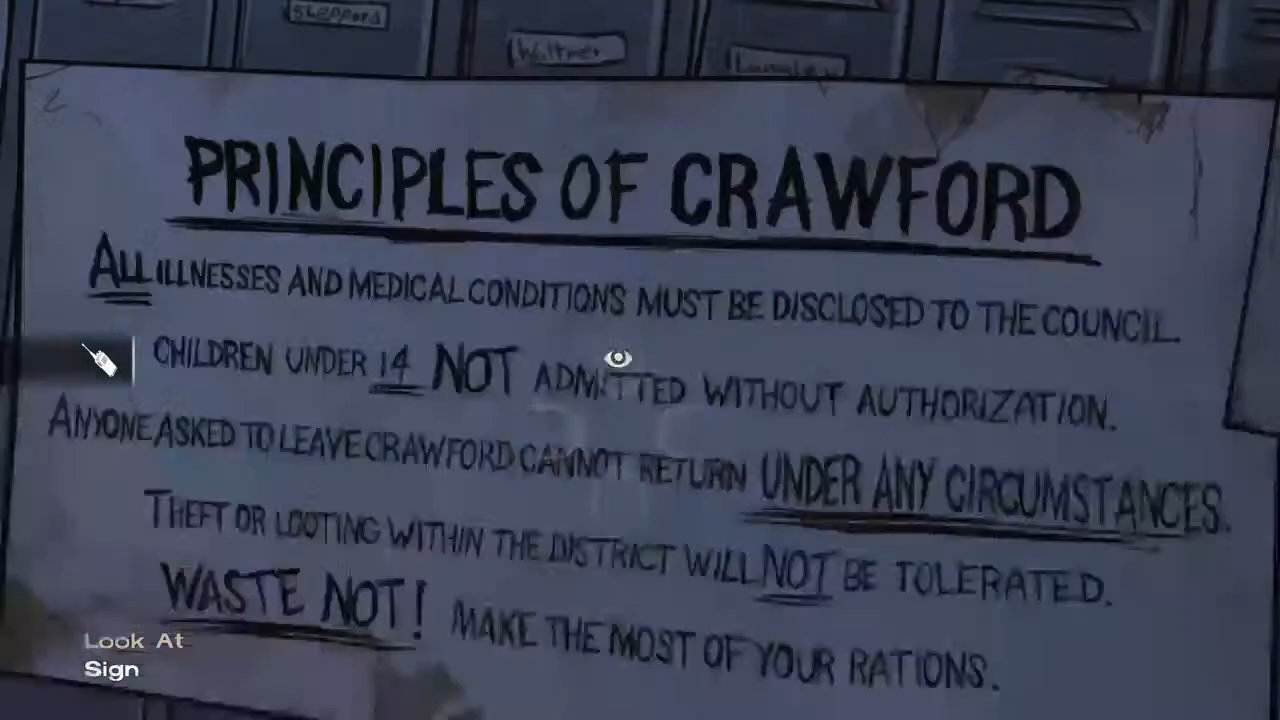 Sheppard
Waltner
PRINCIPLES OF CRAWFORD
ALL ILLNESSES AND MEDICAL CONDITIONS MUST BE DISCLOSED TO THE COUNCIL.
CHILDREN UNDER 14 NOT ADMITTED WITHOUT AUTHORIZATION.
ANYONE ASKED TO LEAVE CRAWFORD CANNOT RETURN UNDER ANY CIRCUMSTANCES.
THEFT OR LOOTING WITHIN THE DISTRICT WILL NOT BE TOLERATED.
WASTE NOT! MAKE THE MOST OF YOUR RATIONS.
Look At
Sign